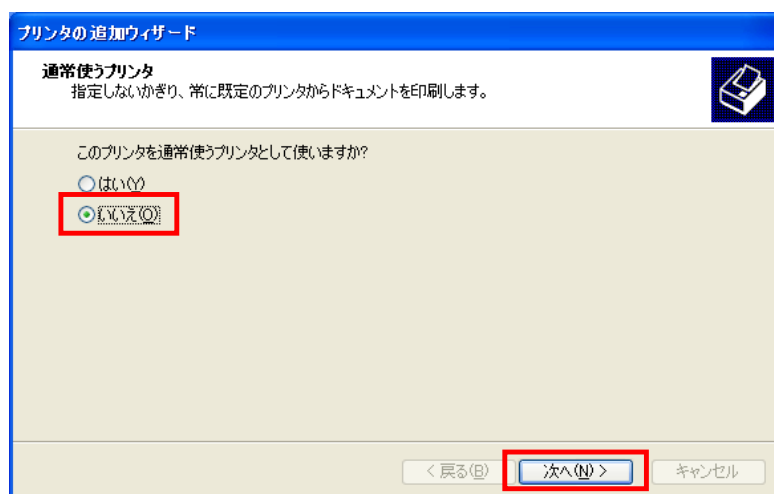 プリンタの追加ウィザード
通常使うプリンタ
指定しないかぎり、常に既定のプリンタからドキュメントを印刷します。
このプリンタを通常使うプリンタとして使いますか?
はい(Y)
いいえ(O)
< 戻る(B) 次へ(N) > キャンセル